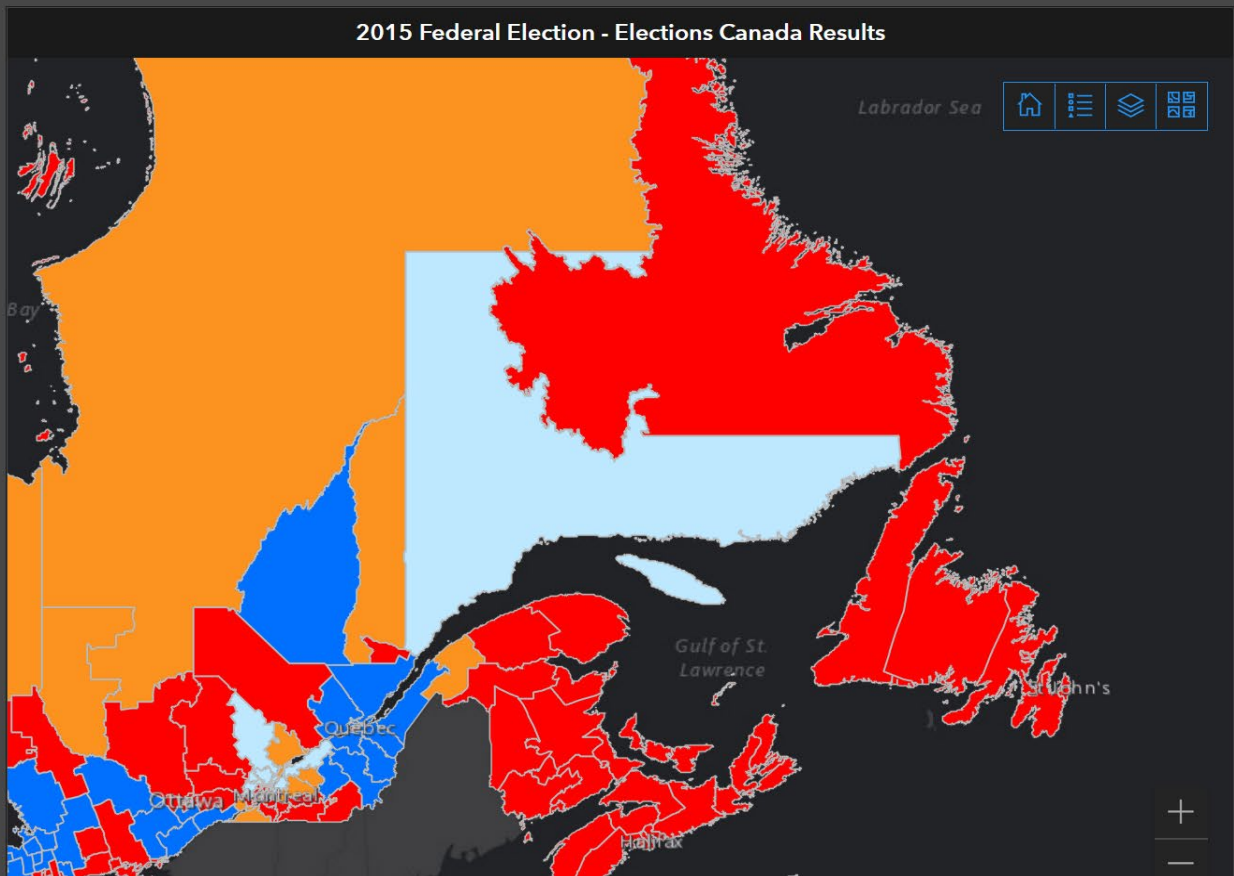 2015 Federal Election - Elections Canada Results
Labrador Sea
Bay
Gulf of St.
Lawrence
St John's
Québec
Ottawa
Montréal
Halifax